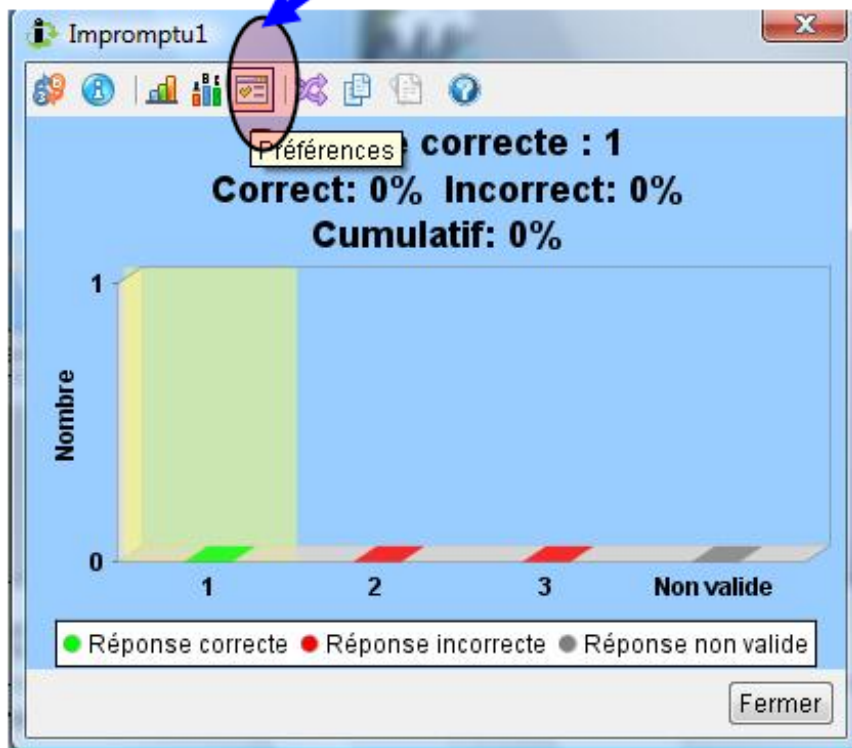 Impromptu1
Préférences correcte : 1
Correct: 0% Incorrect: 0%
Cumulatif: 0%
1
Nombre
0
1 2 3 Non valide
Réponse correcte Réponse incorrecte Réponse non valide
Fermer